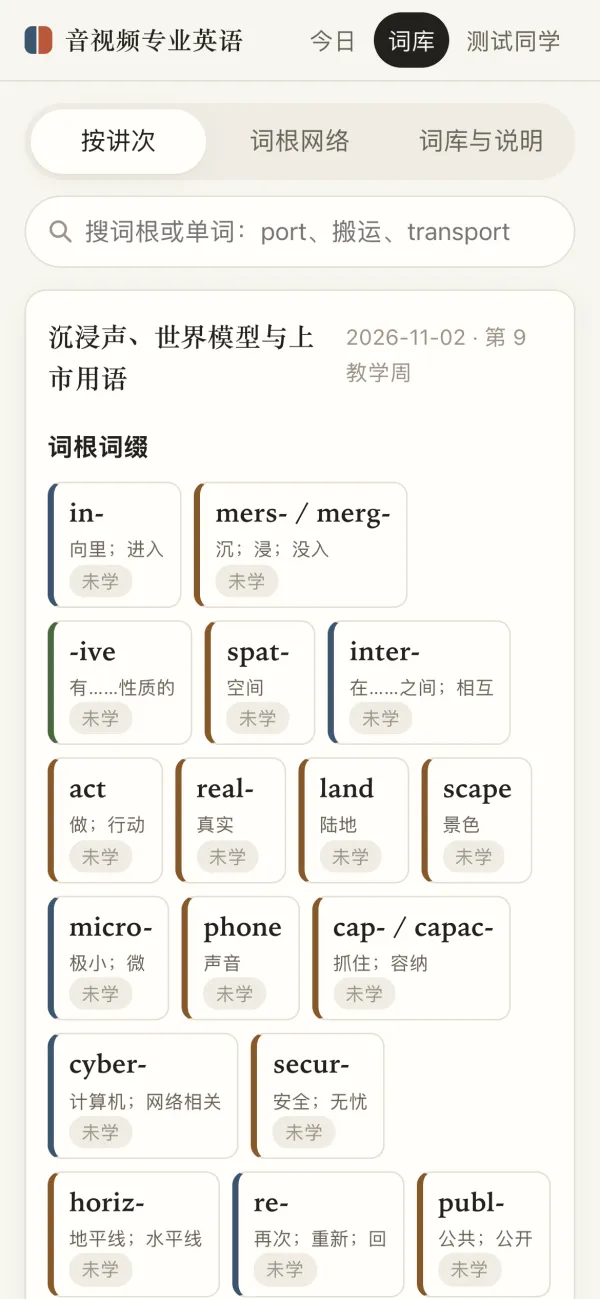 音视频专业英语 今日 词库 测试同学
按讲次 词根网络 词库与说明
搜词根或单词：port、搬运、transport
沉浸声、世界模型与上
市用语
2026-11-02 · 第 9
教学周
词根词缀
in- mers- / merg-
向里；进入 沉；浸；没入
未学 未学
-ive spat- inter-
有……性质的 空间 在……之间；相互
未学 未学 未学
act real- land scape
做；行动 真实 陆地 景色
未学 未学 未学 未学
micro- phone cap- / capac-
极小；微 声音 抓住；容纳
未学 未学 未学
cyber- secur-
计算机；网络相关 安全；无忧
未学 未学
horiz- re- publ-
地平线；水平线 再次；重新；回 公共；公开
未学 未学 未学